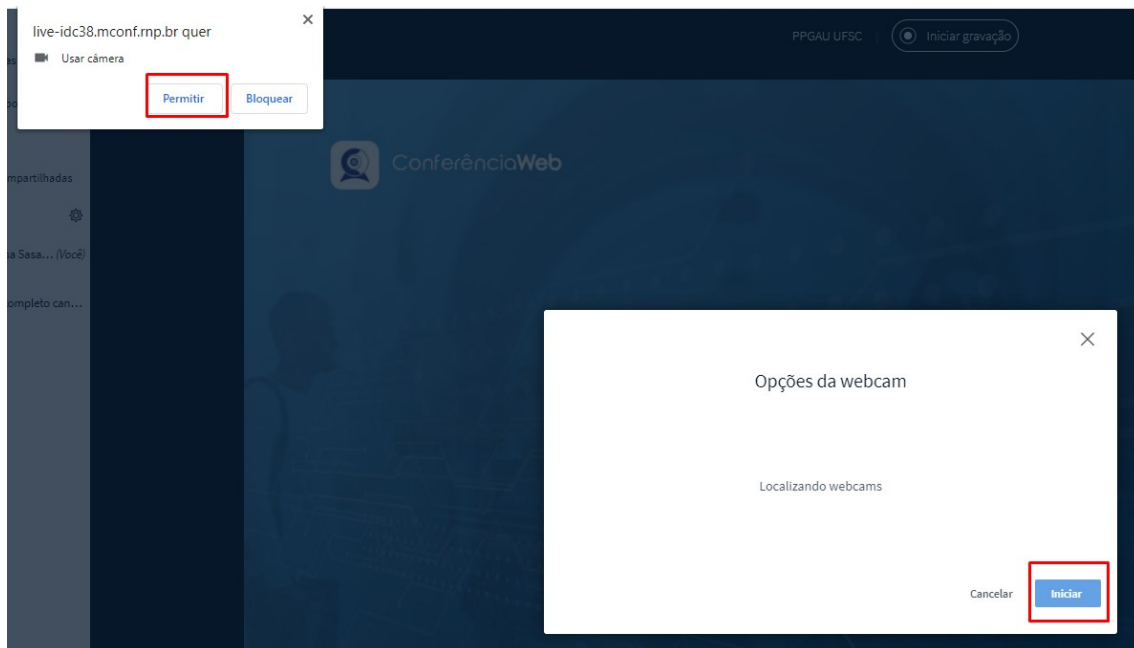 live-idc38.mconf.rnp.br quer
Usar câmera
Permitir
Bloquear
PPGAU UFSC
Iniciar gravação
ConferênciaWeb
mpartilhadas
sa Sasa... (Você)
ompleto can...
Opções da webcam
Localizando webcams
Cancelar
Iniciar